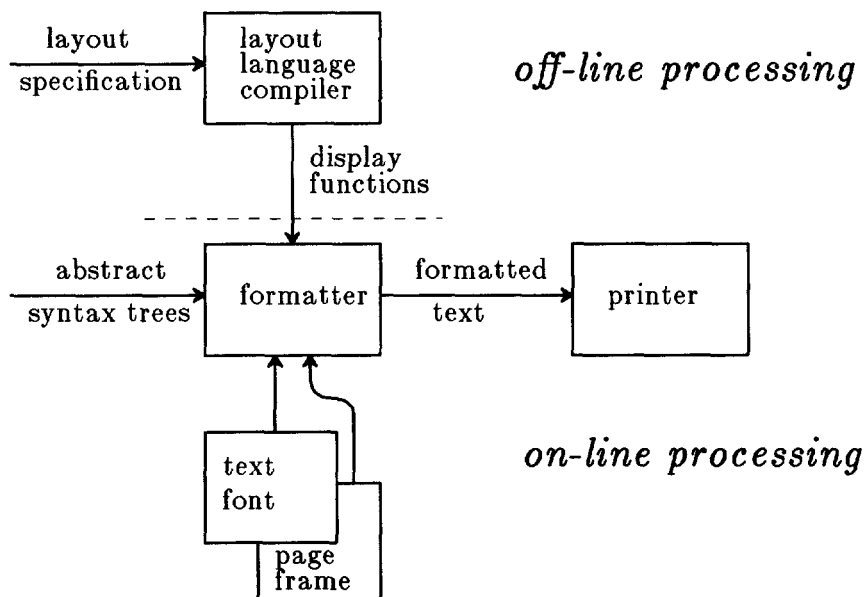 layout
specification
layout
language
compiler
off-line processing
display
functions
abstract
syntax trees
formatter
formatted
text
printer
text
font
on-line processing
page
frame